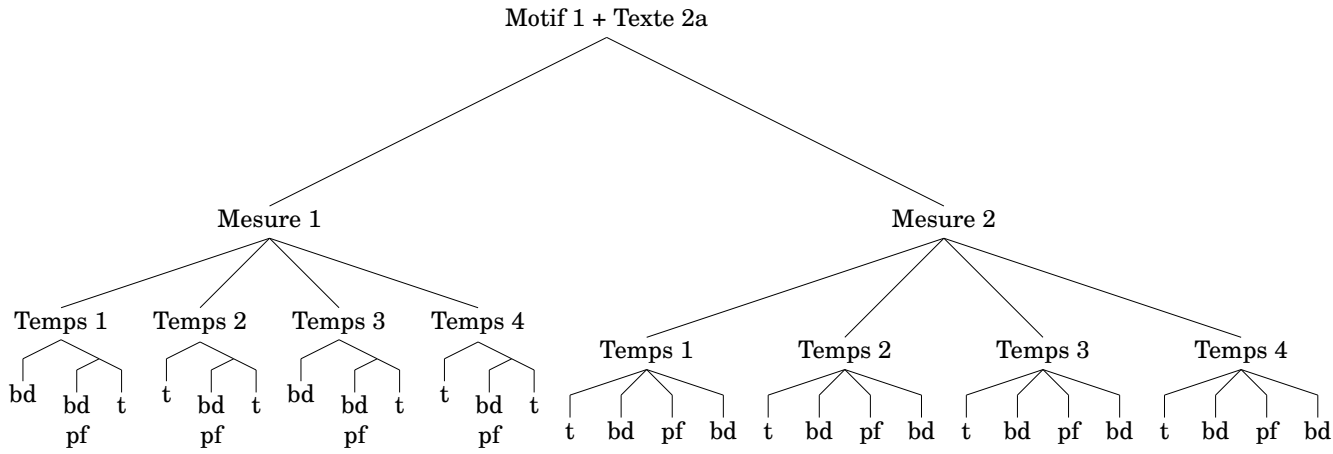 Motif 1 + Texte 2a
Mesure 1 Mesure 2
Temps 1 Temps 2 Temps 3 Temps 4
Temps 1 Temps 2 Temps 3 Temps 4
bd bd t t bd t bd bd t t bd t
pf pf pf pf
t bd pf bd t bd pf bd t bd pf bd t bd pf bd